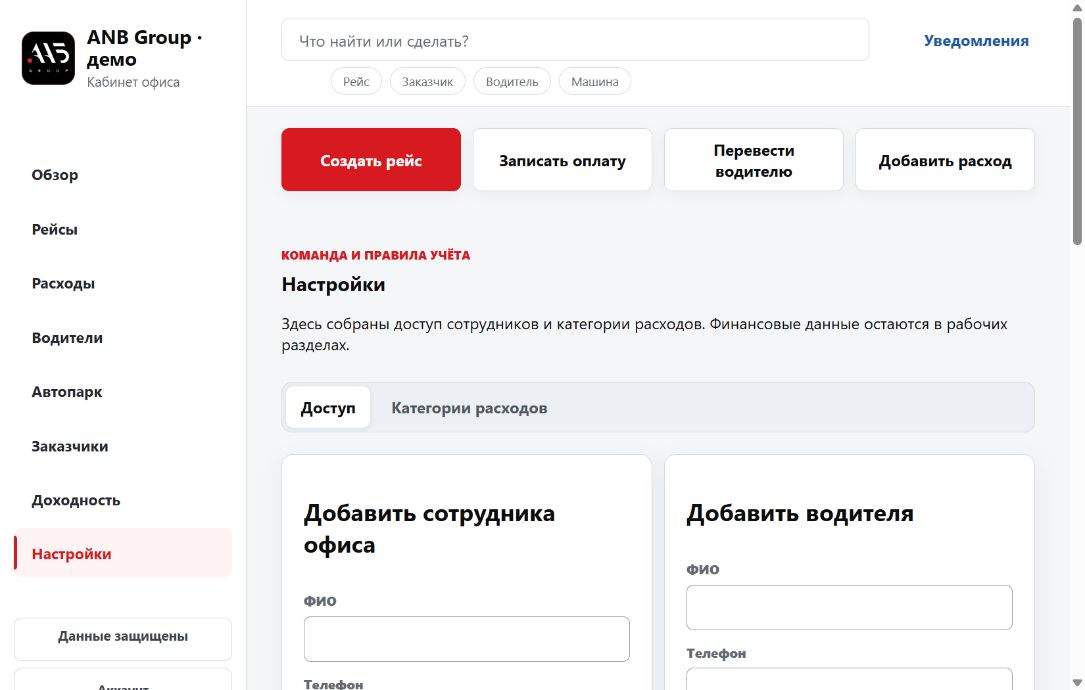 ANB Group ·
демо
Кабинет офиса
ANB
GROUP
Что найти или сделать?
Уведомления
Рейс
Заказчик
Водитель
Машина
Обзор
Рейсы
Расходы
Водители
Автопарк
Заказчики
Доходность
Настройки
Данные защищены
Аккаунт
Создать рейс
Записать оплату
Перевести
водителю
Добавить расход
КОМАНДА И ПРАВИЛА УЧЁТА
Настройки
Здесь собраны доступ сотрудников и категории расходов. Финансовые данные остаются в рабочих
разделах.
Доступ
Категории расходов
Добавить сотрудника
офиса
ФИО
Телефон
Добавить водителя
ФИО
Телефон